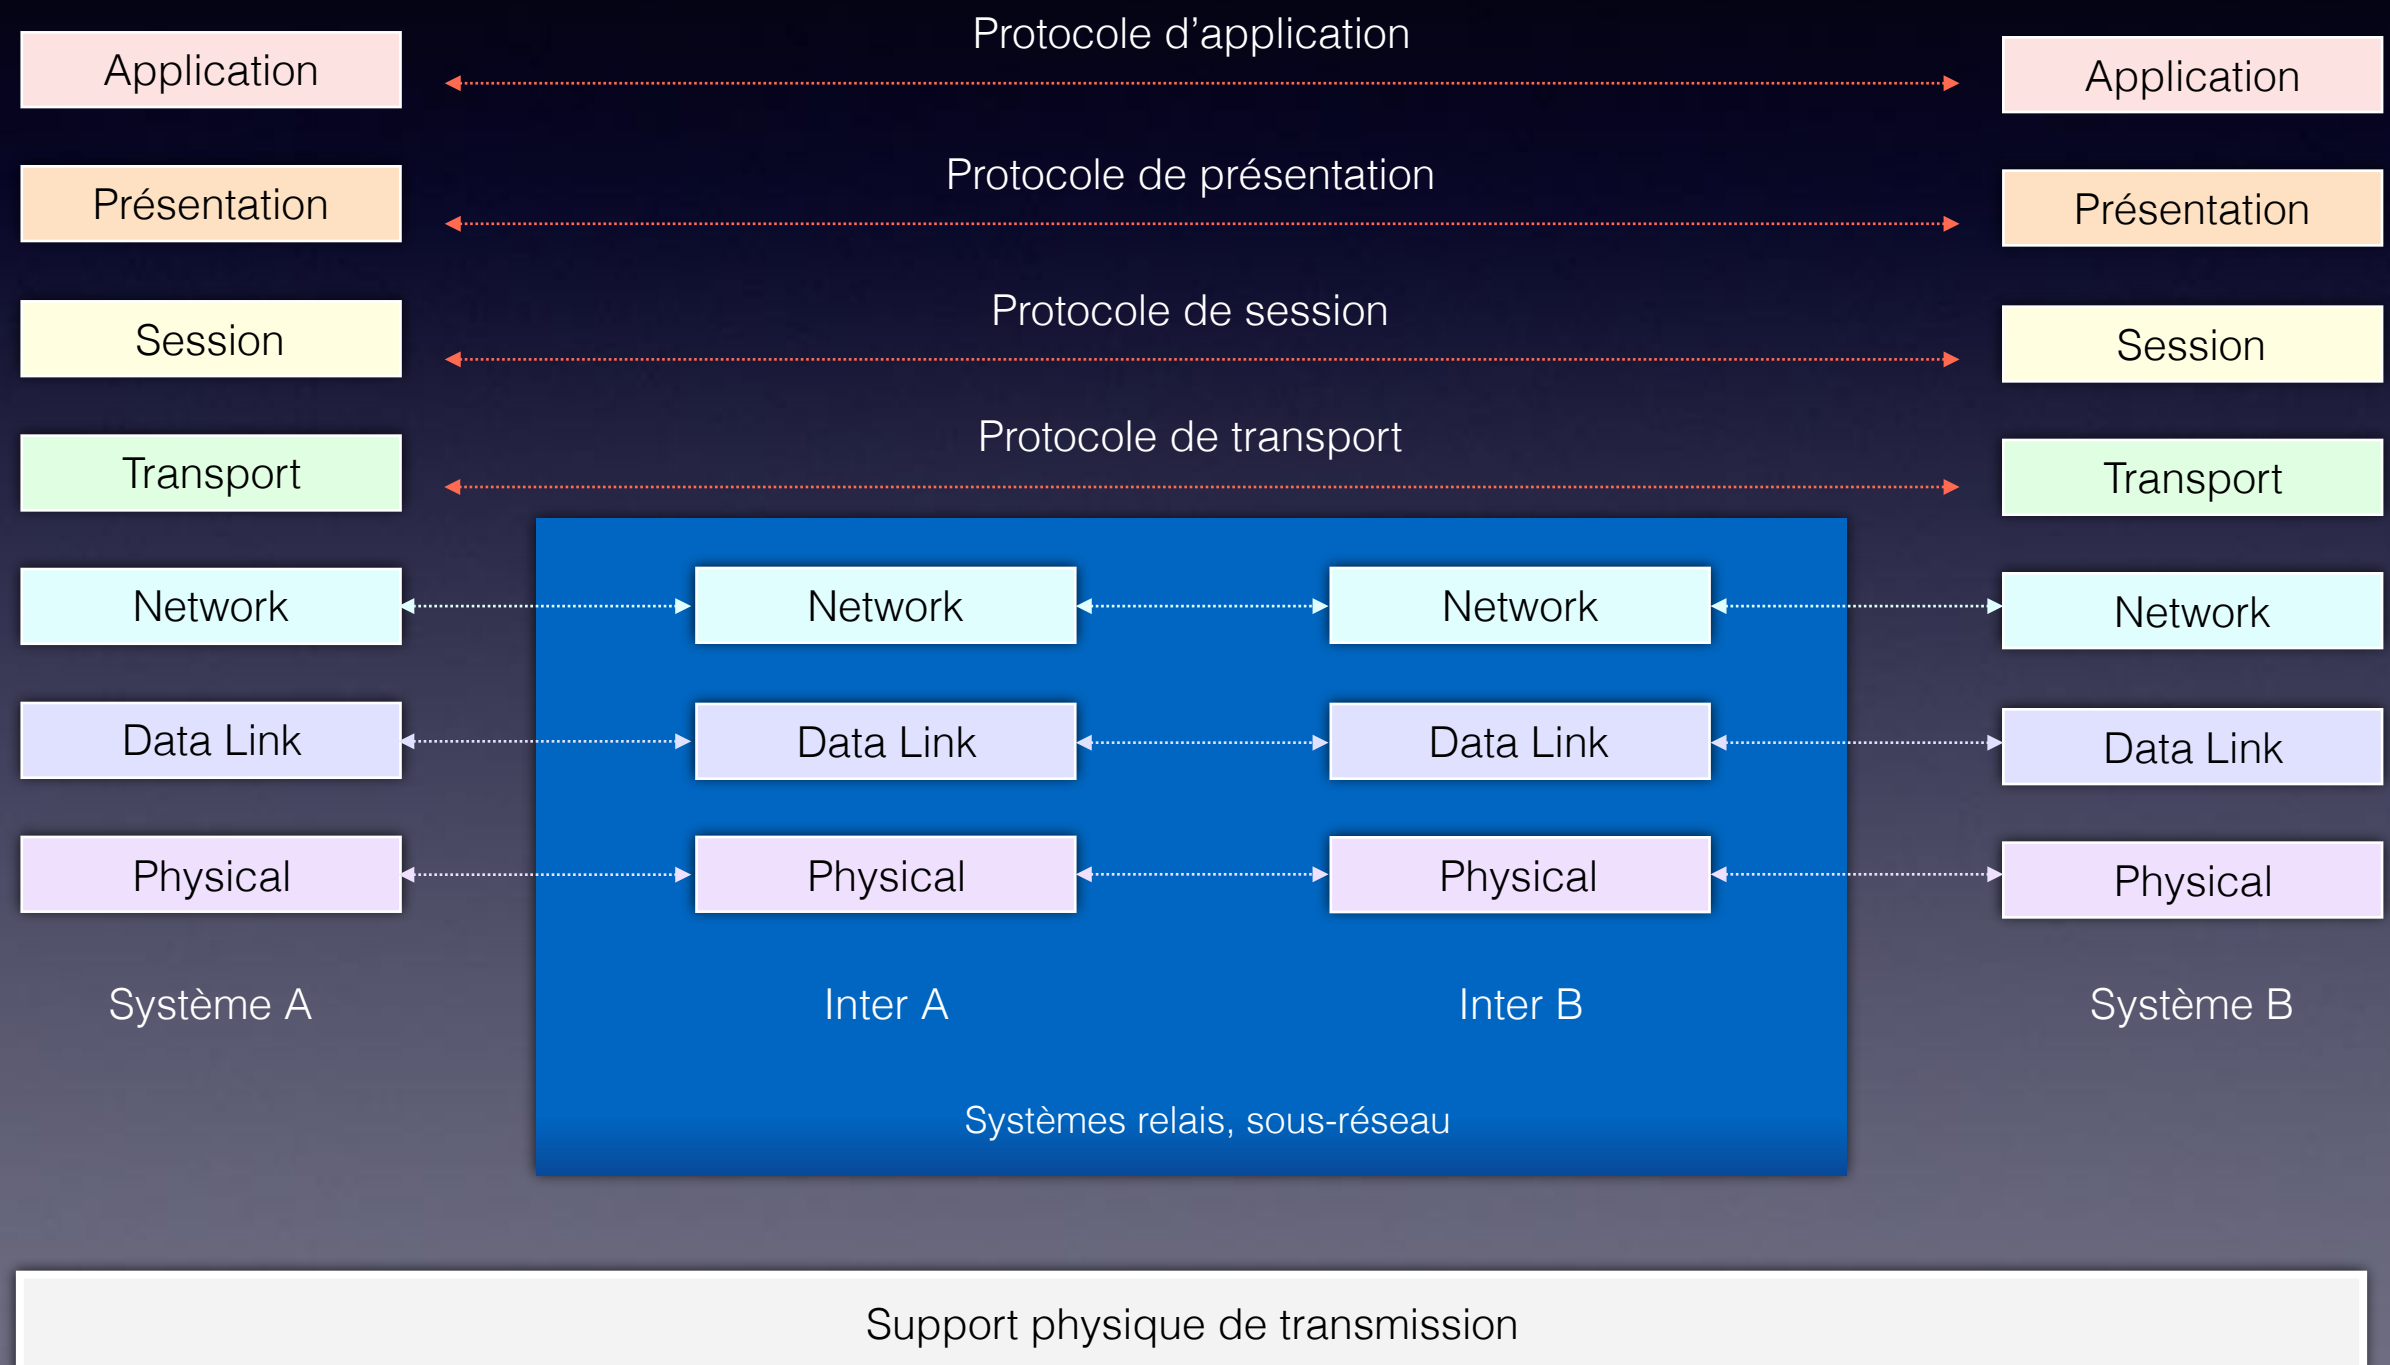 Protocole d’application
Application
Application
Protocole de présentation
Présentation
Présentation
Protocole de session
Session
Session
Protocole de transport
Transport
Transport
Network
Network
Network
Network
Data Link
Data Link
Data Link
Data Link
Physical
Physical
Physical
Physical
Système A
Inter A
Inter B
Système B
Systèmes relais, sous-réseau
Support physique de transmission